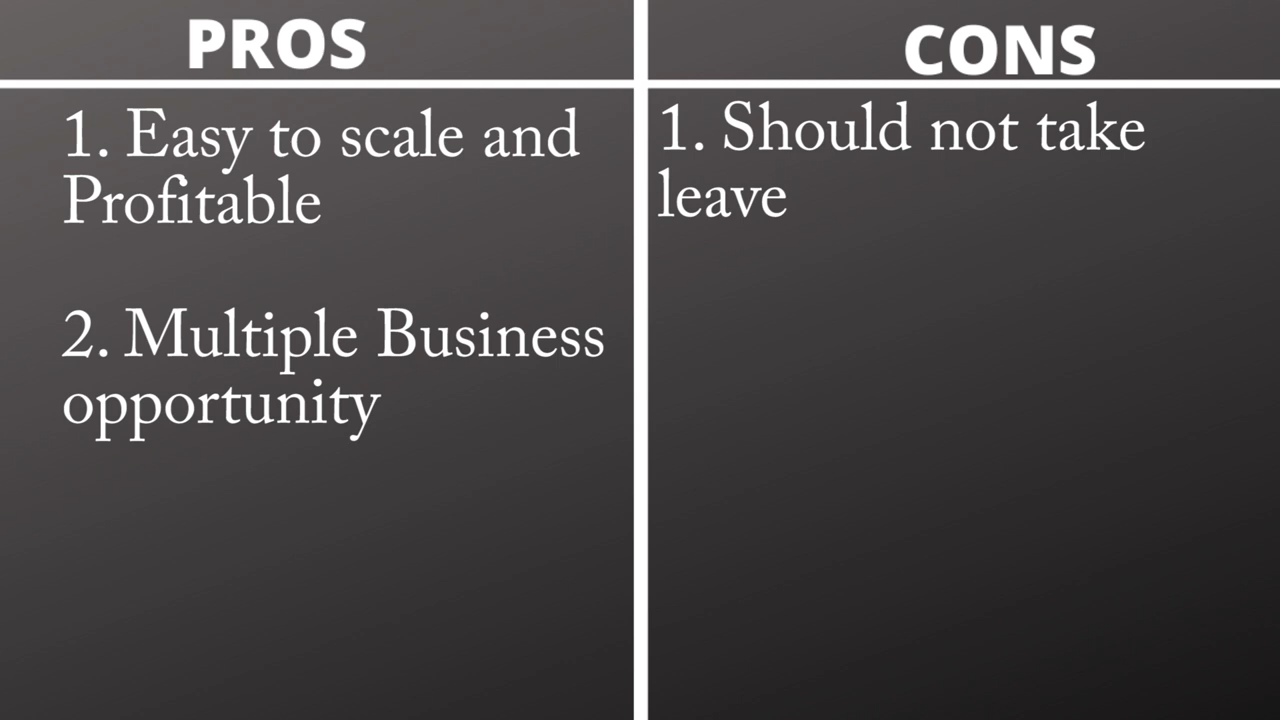 PROS
1. Easy to scale and
Profitable
2. Multiple Business
opportunity
CONS
1. Should not take
leave